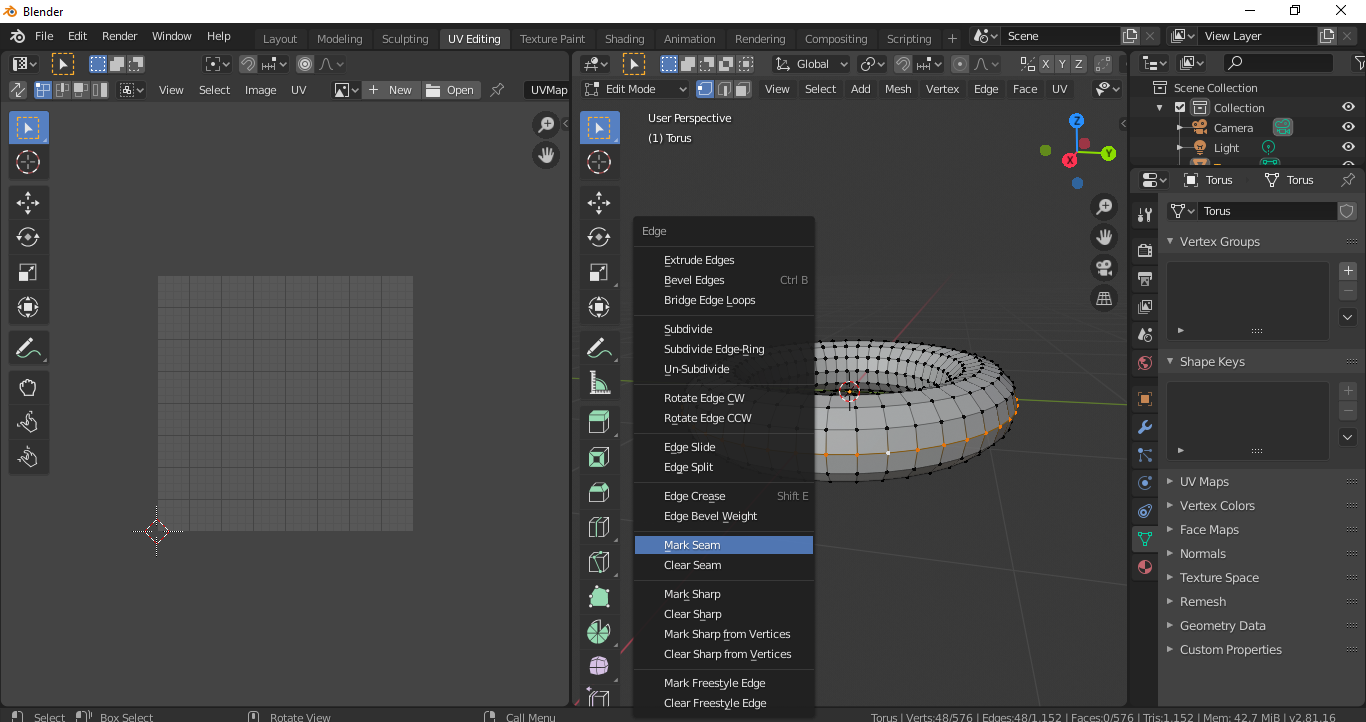 Blender
File Edit Render Window Help Layout Modeling Sculpting UV Editing Texture Paint Shading Animation Rendering Compositing Scripting + Scene View Layer
Global X Y Z
View Select Image UV + New Open UVMap Edit Mode View Select Add Mesh Vertex Edge Face UV
User Perspective
(1) Torus
Z
Y
X
Scene Collection
Collection
Camera
Light
Torus Torus
Torus
Vertex Groups
Shape Keys
UV Maps
Vertex Colors
Face Maps
Normals
Texture Space
Remesh
Geometry Data
Custom Properties
Edge
Extrude Edges
Bevel Edges Ctrl B
Bridge Edge Loops
Subdivide
Subdivide Edge-Ring
Un-Subdivide
Rotate Edge CW
Rotate Edge CCW
Edge Slide
Edge Split
Edge Crease Shift E
Edge Bevel Weight
Mark Seam
Clear Seam
Mark Sharp
Clear Sharp
Mark Sharp from Vertices
Clear Sharp from Vertices
Mark Freestyle Edge
Clear Freestyle Edge
Select Box Select Rotate View Call Menu Torus | Verts:48/576 | Edges:48/1,152 | Faces:0/576 | Tris:1,152 | Mem: 42.7 MiB | v2.81.16